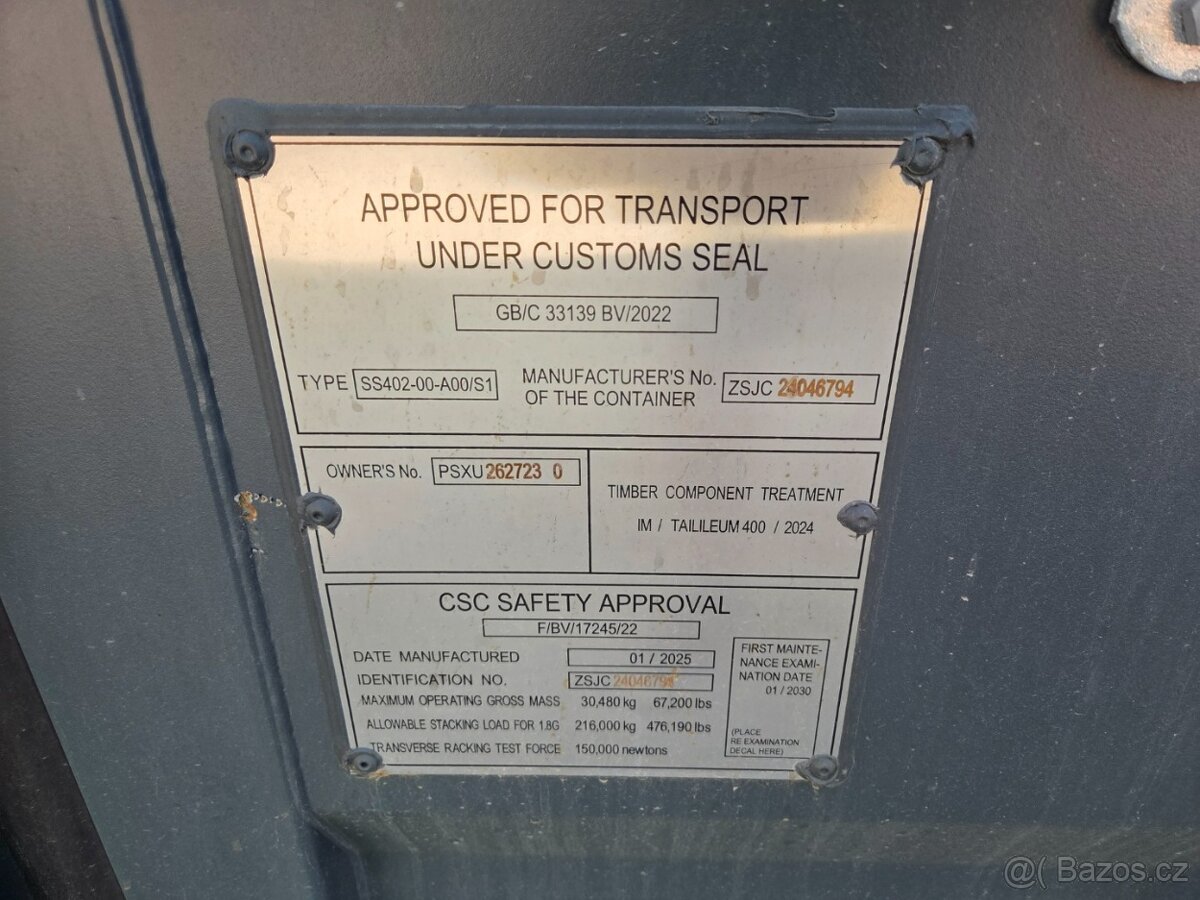 APPROVED FOR TRANSPORT
UNDER CUSTOMS SEAL
GB/C 33139 BV/2022
TYPE SS402-00-A00/S1
MANUFACTURER'S No.
OF THE CONTAINER
ZSJC 24046794
OWNER'S No. PSXU 262723 0
TIMBER COMPONENT TREATMENT
IM / TAILILEUM 400 / 2024
CSC SAFETY APPROVAL
F/BV/17245/22
DATE MANUFACTURED 01 / 2025
IDENTIFICATION NO. ZSJC 24046794
MAXIMUM OPERATING GROSS MASS 30,480 kg 67,200 lbs
ALLOWABLE STACKING LOAD FOR 1.8G 216,000 kg 476,190 lbs
TRANSVERSE RACKING TEST FORCE 150,000 newtons
FIRST MAINTE-
NANCE EXAMI-
NATION DATE
01 / 2030
(PLACE
RE EXAMINATION
DECAL HERE)
@( Bazos.cz